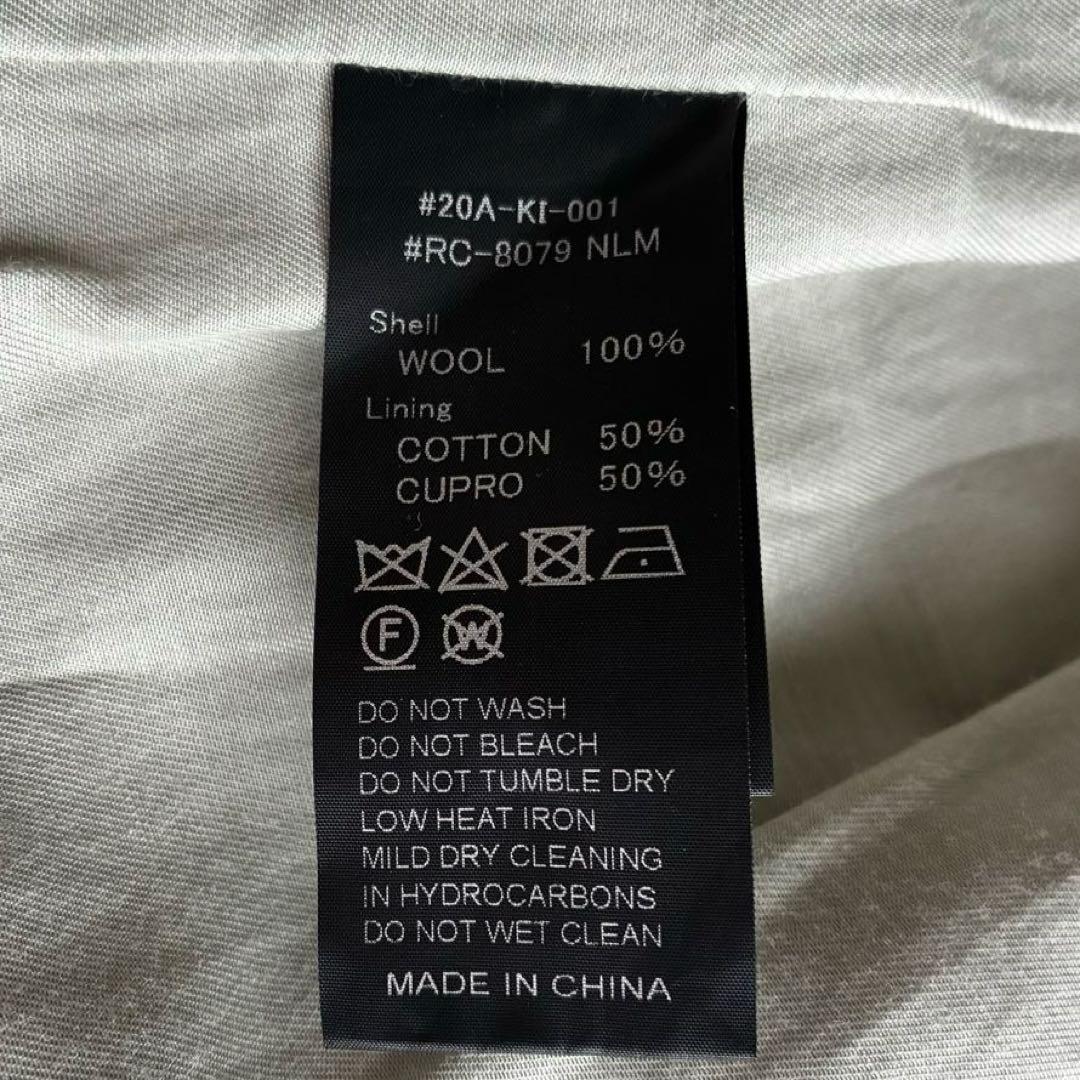 #20A-KI-001
#RC-8079 NLM
Shell
WOOL 100%
Lining
COTTON 50%
CUPRO 50%
F W
DO NOT WASH
DO NOT BLEACH
DO NOT TUMBLE DRY
LOW HEAT IRON
MILD DRY CLEANING
IN HYDROCARBONS
DO NOT WET CLEAN
MADE IN CHINA